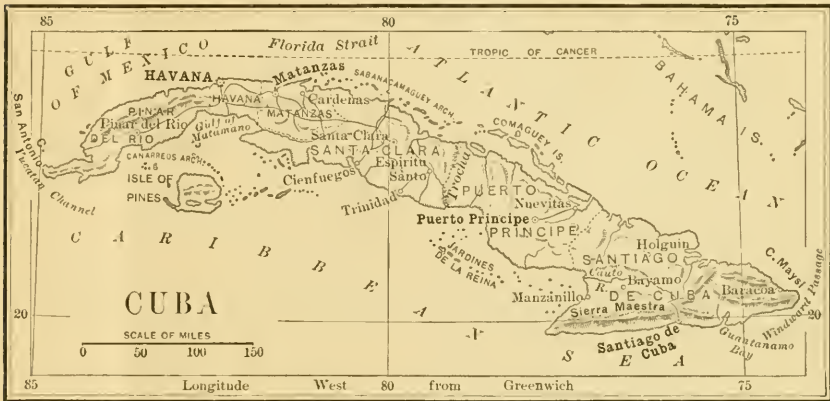 85
80
75
GULF
OF MEXICO
Florida Strait
TROPIC OF CANCER
ATLANTIC OCEAN
BAHAMA IS.
HAVANA
Matanzas
SABANACAMAGUEY ARCH.
HAVANA
MATANZAS
Cardenas
COMAGUEY IS.
PINAR
DEL RIO
Pinar del Rio
Gulf of
Matamano
San Antonio
C.
Yucatan Channel
CANARREOS ARCH.
ISLE OF
PINES
Santa Clara
SANTA CLARA
Cienfuegos
Espiritu
Santo
Trinidad
Trocha
PUERTO
PRINCIPE
Nuevitas
Puerto Principe
JARDINES
DE LA REINA
Holguin
SANTIAGO
DE CUBA
Cauto
R.
Bayamo
Manzanillo
Sierra Maestra
Baracoa
C. Maysi
Windward Passage
Guantanamo
Bay
Santiago de
Cuba
CARIBBEAN SEA
CUBA
SCALE OF MILES
0 50 100 150
20
20
85
80
75
Longitude West from Greenwich